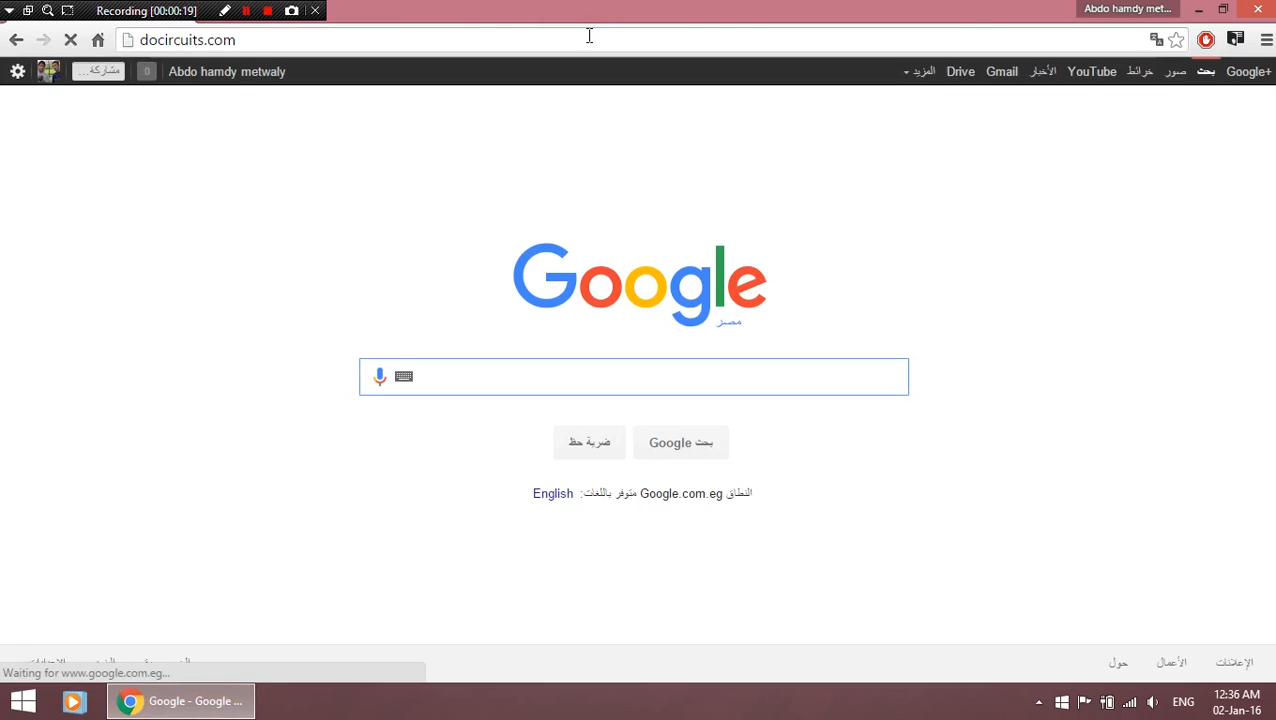 Recording [00:00:19]
Abdo hamdy met...
docircuits.com
مشاركة...
0
Abdo hamdy metwaly
المزيد
Drive
Gmail
الأخبار
YouTube
خرائط
صور
بحث
Google+
Google
مصر
ضربة حظ
بحث Google
النطاق Google.com.eg متوفر باللغات: English
حول
الأعمال
الإعلانات
Waiting for www.google.com.eg...
Google - Google ...
ENG
12:36 AM
02-Jan-16